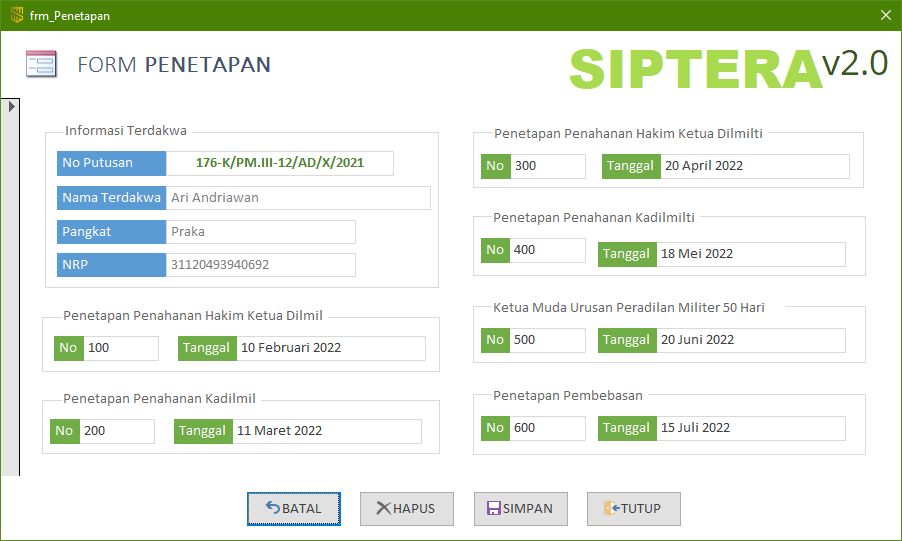 frm_Penetapan
FORM PENETAPAN
SIPTERA v2.0
Informasi Terdakwa
No Putusan 176-K/PM.III-12/AD/X/2021
Nama Terdakwa Ari Andriawan
Pangkat Praka
NRP 31120493940692
Penetapan Penahanan Hakim Ketua Dilmil
No 100 Tanggal 10 Februari 2022
Penetapan Penahanan Kadilmil
No 200 Tanggal 11 Maret 2022
Penetapan Penahanan Hakim Ketua Dilmilti
No 300 Tanggal 20 April 2022
Penetapan Penahanan Kadilmilti
No 400 Tanggal 18 Mei 2022
Ketua Muda Urusan Peradilan Militer 50 Hari
No 500 Tanggal 20 Juni 2022
Penetapan Pembebasan
No 600 Tanggal 15 Juli 2022
BATAL HAPUS SIMPAN TUTUP